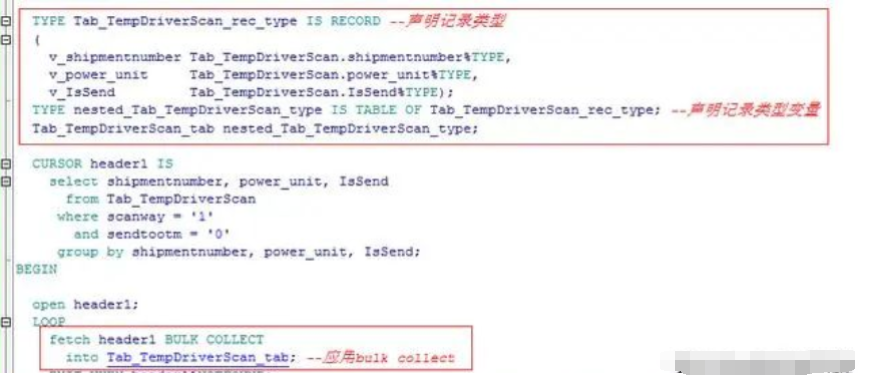 TYPE Tab_TempDriverScan_rec_type IS RECORD --声明记录类型
(
v_shipmentnumber Tab_TempDriverScan.shipmentnumber%TYPE,
v_power_unit Tab_TempDriverScan.power_unit%TYPE,
v_IsSend Tab_TempDriverScan.IsSend%TYPE);
TYPE nested_Tab_TempDriverScan_type IS TABLE OF Tab_TempDriverScan_rec_type; --声明记录类型变量
Tab_TempDriverScan_tab nested_Tab_TempDriverScan_type;
CURSOR header1 IS
select shipmentnumber, power_unit, IsSend
from Tab_TempDriverScan
where scanway = '1'
and sendtootm = '0'
group by shipmentnumber, power_unit, IsSend;
BEGIN
open header1;
LOOP
fetch header1 BULK COLLECT
into Tab_TempDriverScan_tab; --应用bulk collect